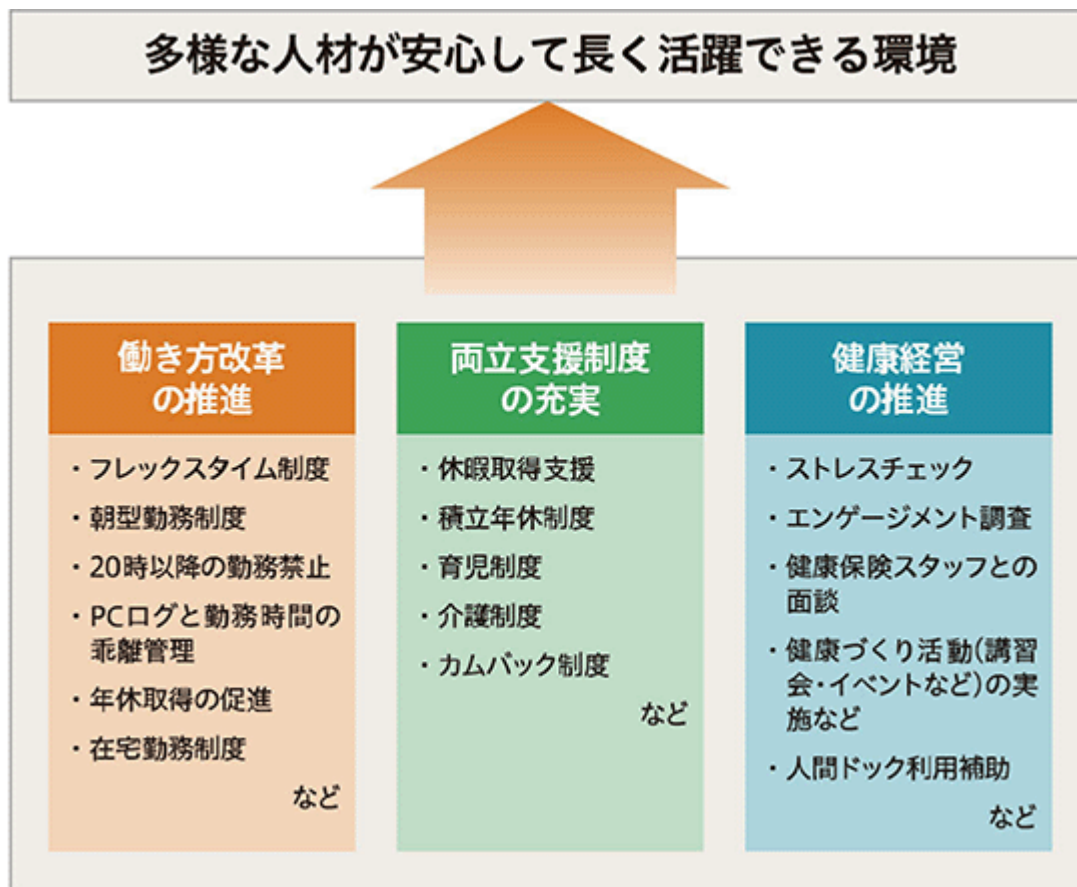 多様な人材が安心して長く活躍できる環境
働き方改革
の推進
・フレックスタイム制度
・朝型勤務制度
・20時以降の勤務禁止
・PCログと勤務時間の
乖離管理
・年休取得の促進
・在宅勤務制度
など
両立支援制度
の充実
・休暇取得支援
・積立年休制度
・育児制度
・介護制度
・カムバック制度
など
健康経営
の推進
・ストレスチェック
・エンゲージメント調査
・健康保険スタッフとの
面談
・健康づくり活動(講習
会・イベントなど)の実
施など
・人間ドック利用補助
など